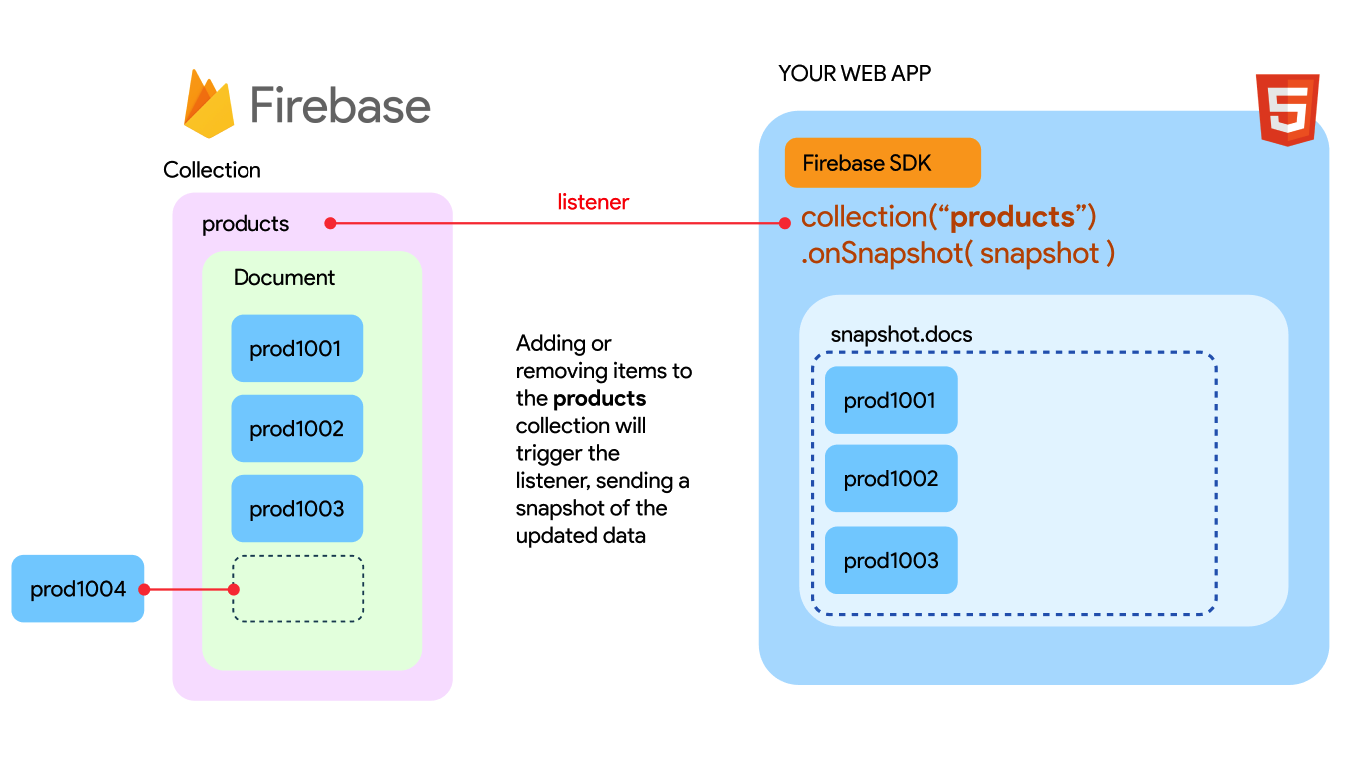 Firebase
Collection
products
Document
prod1001
prod1002
prod1003
prod1004
listener
Adding or
removing items to
the products
collection will
trigger the
listener, sending a
snapshot of the
updated data
YOUR WEB APP
5
Firebase SDK
collection(“products”)
.onSnapshot( snapshot )
snapshot.docs
prod1001
prod1002
prod1003